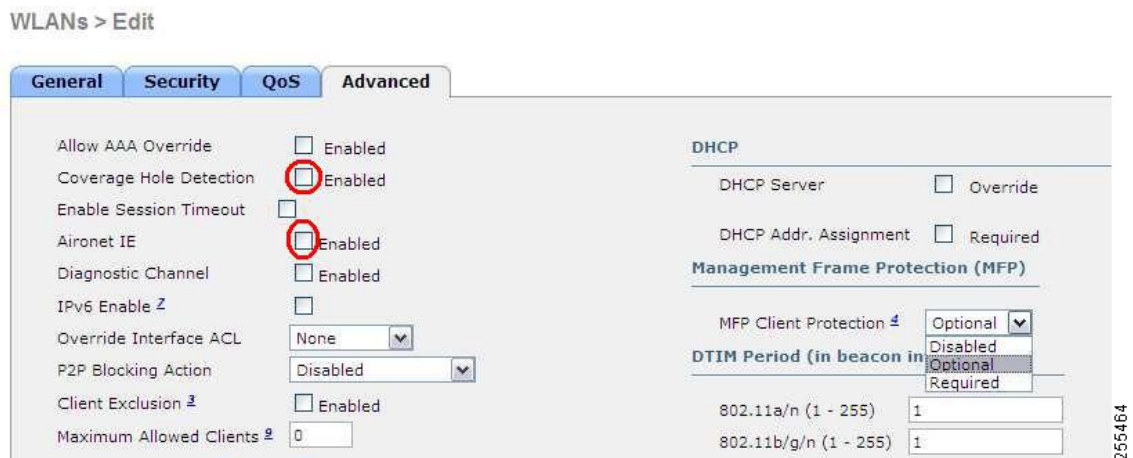 WLANs > Edit
General Security QoS Advanced
Allow AAA Override Enabled
Coverage Hole Detection Enabled
Enable Session Timeout
Aironet IE Enabled
Diagnostic Channel Enabled
IPv6 Enable 7
Override Interface ACL None
P2P Blocking Action Disabled
Client Exclusion 3 Enabled
Maximum Allowed Clients 9 0
DHCP
DHCP Server Override
DHCP Addr. Assignment Required
Management Frame Protection (MFP)
MFP Client Protection 4 Optional
Disabled
Optional
Required
DTIM Period (in beacon in
802.11a/n (1 - 255) 1
802.11b/g/n (1 - 255) 1
255464